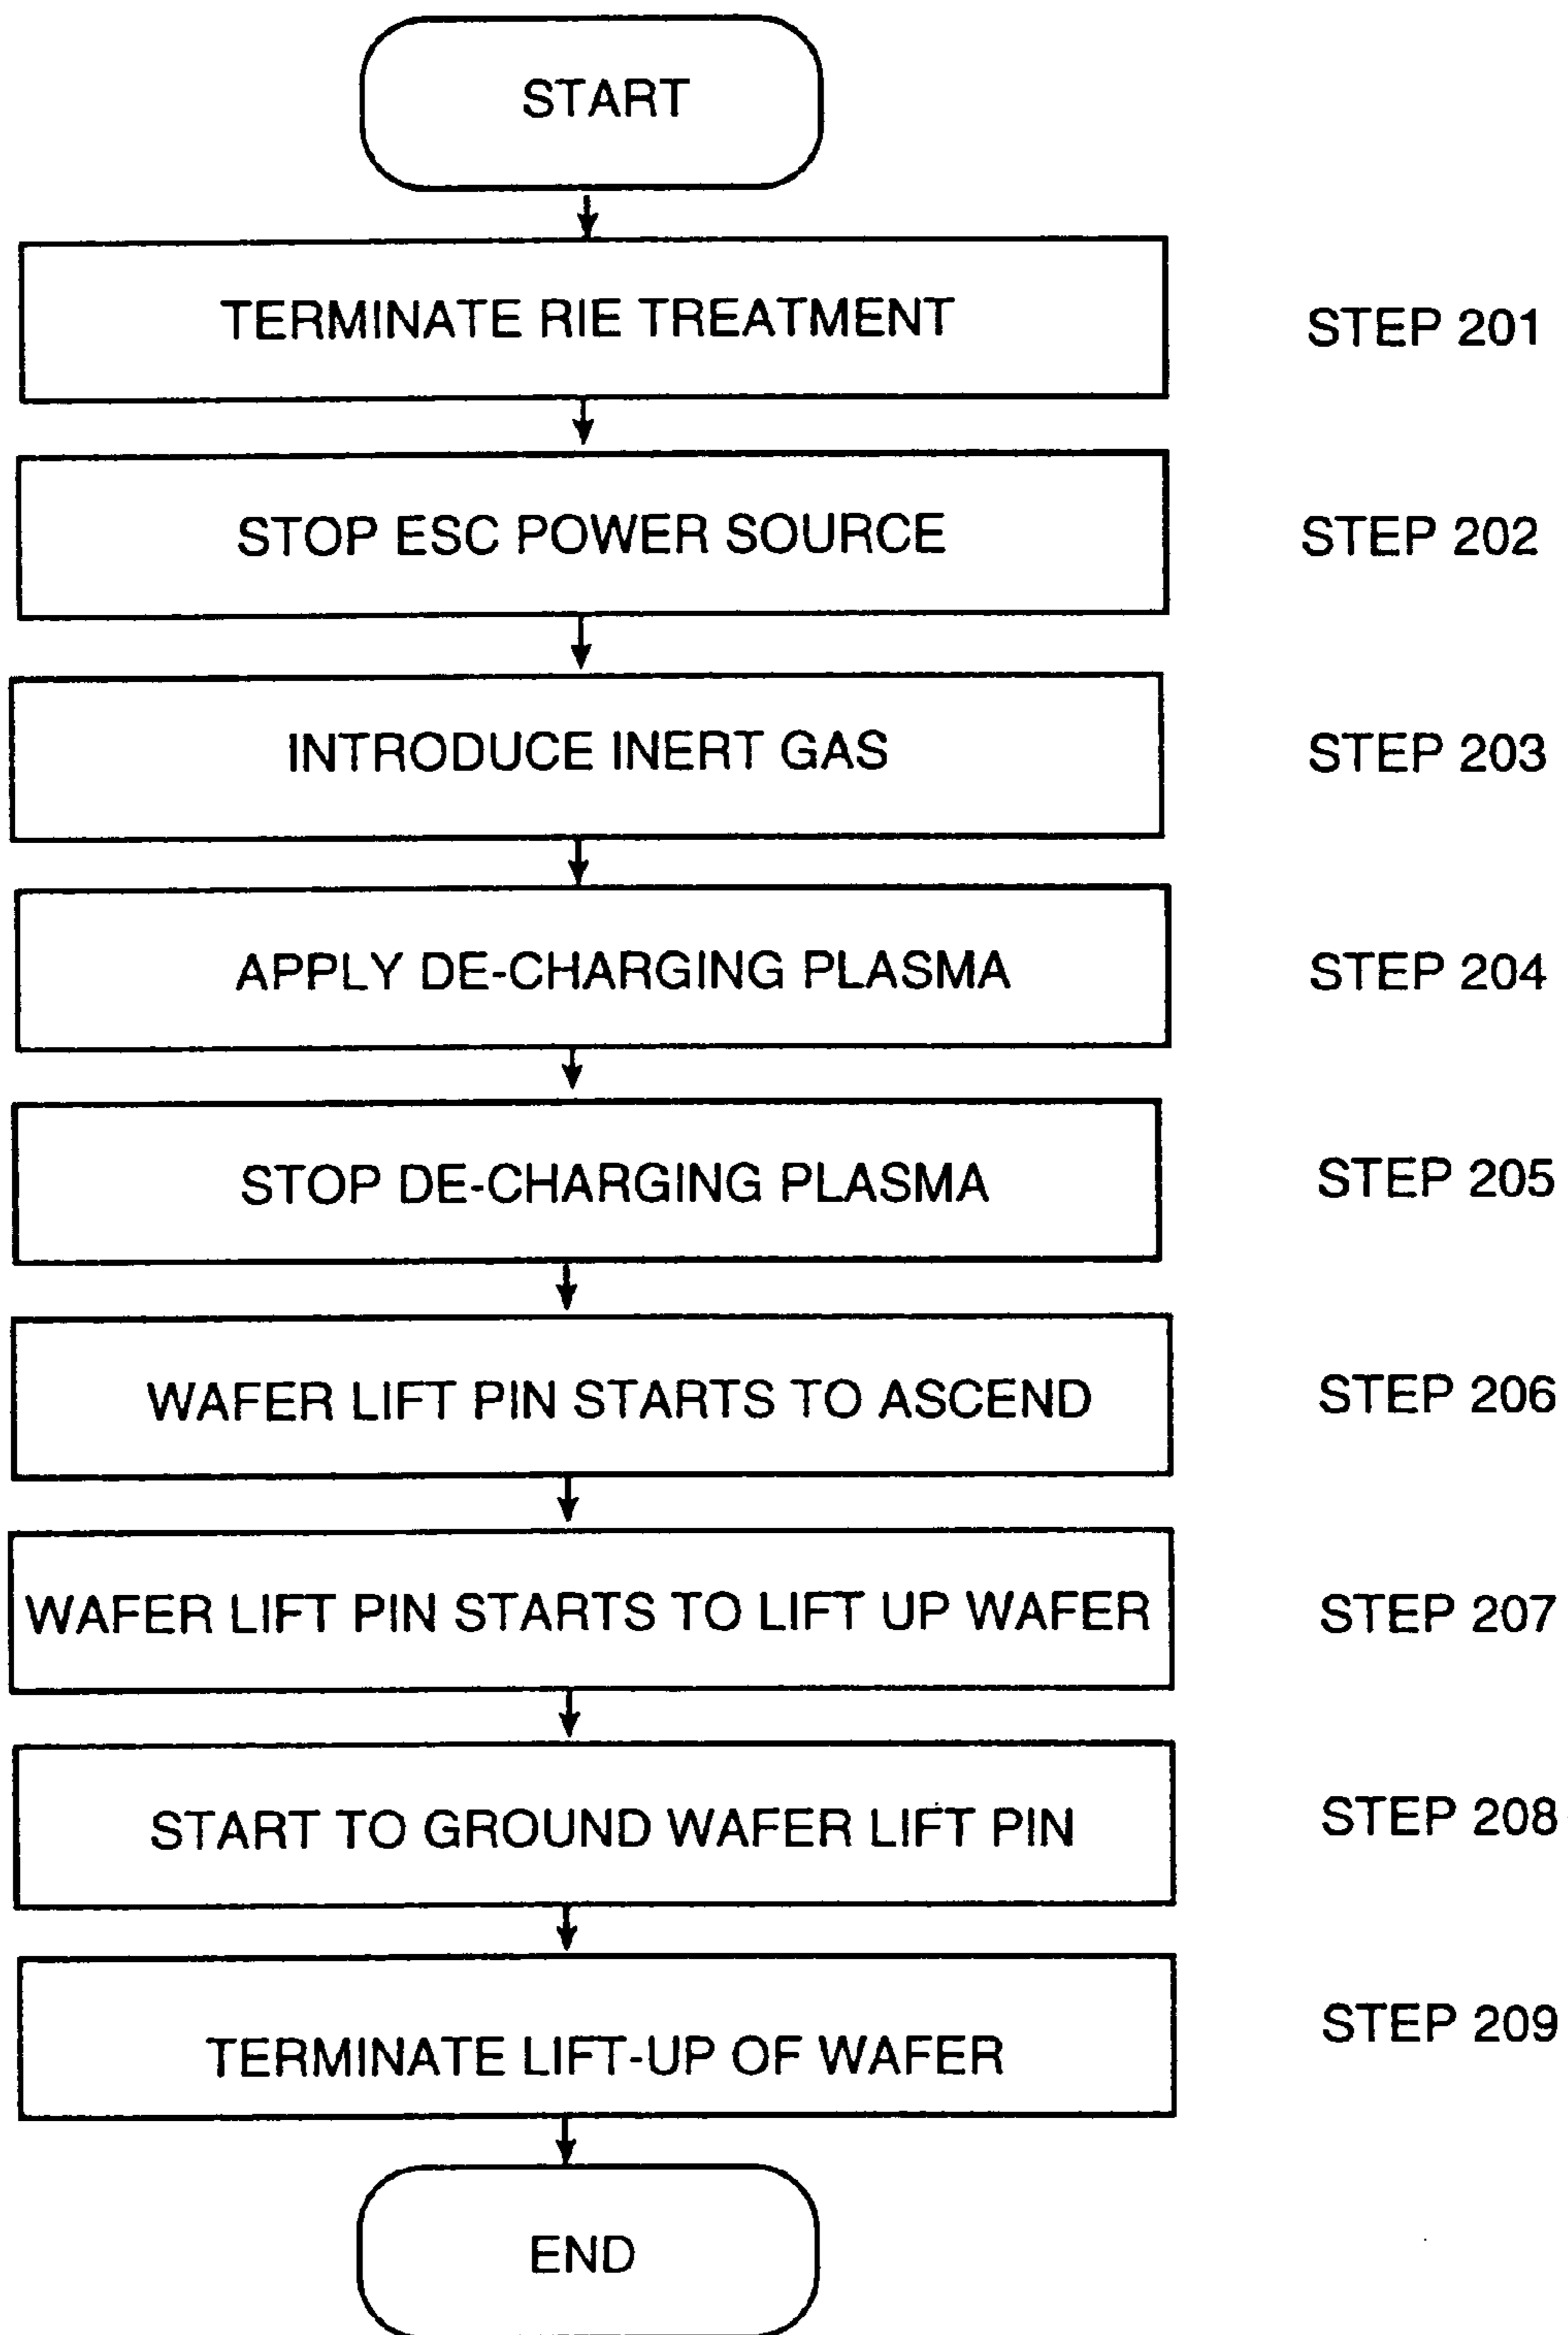 START
TERMINATE RIE TREATMENT STEP 201
STOP ESC POWER SOURCE STEP 202
INTRODUCE INERT GAS STEP 203
APPLY DE-CHARGING PLASMA STEP 204
STOP DE-CHARGING PLASMA STEP 205
WAFER LIFT PIN STARTS TO ASCEND STEP 206
WAFER LIFT PIN STARTS TO LIFT UP WAFER STEP 207
START TO GROUND WAFER LIFT PIN STEP 208
TERMINATE LIFT-UP OF WAFER STEP 209
END